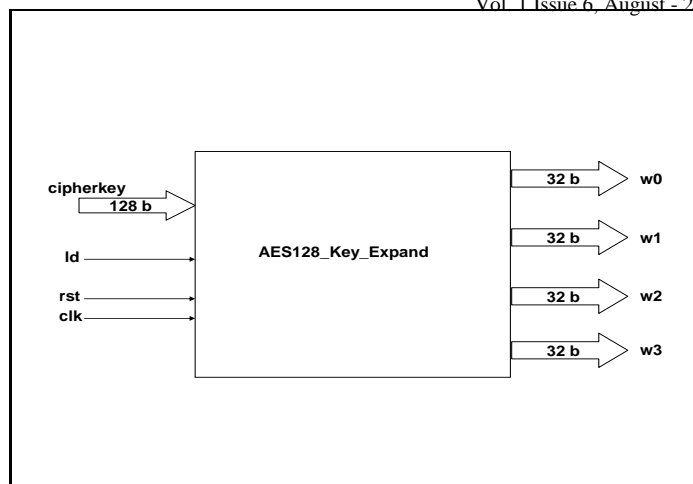 Vol. 1 Issue 6, August - 2
cipherkey
128 b
ld
rst
clk
AES128_Key_Expand
32 b
w0
32 b
w1
32 b
w2
32 b
w3